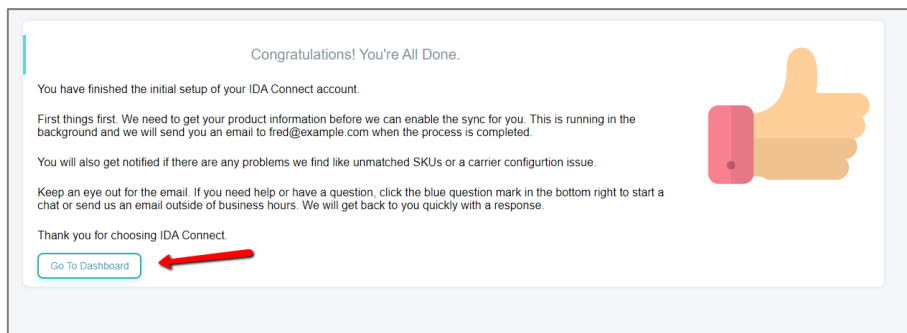 Congratulations! You're All Done.
You have finished the initial setup of your IDA Connect account.
First things first. We need to get your product information before we can enable the sync for you. This is running in the
background and we will send you an email to fred@example.com when the process is completed.
You will also get notified if there are any problems we find like unmatched SKUs or a carrier configurtion issue.
Keep an eye out for the email. If you need help or have a question, click the blue question mark in the bottom right to start a
chat or send us an email outside of business hours. We will get back to you quickly with a response.
Thank you for choosing IDA Connect.
Go To Dashboard